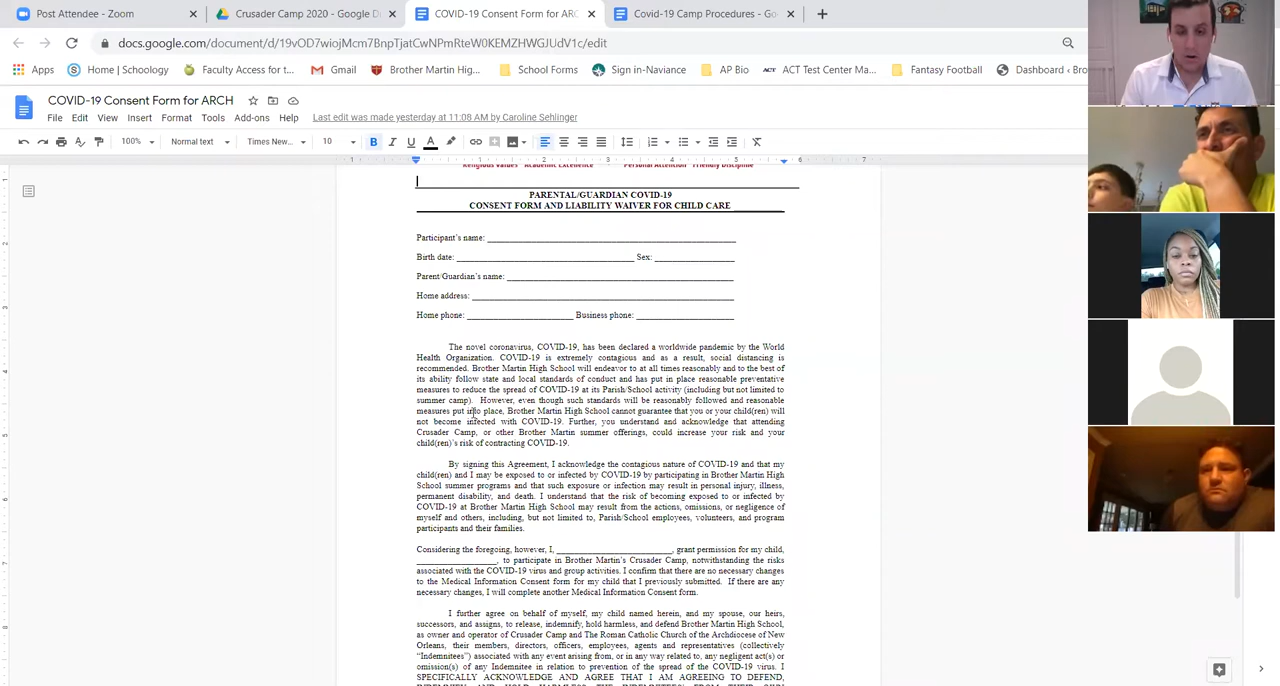 Post Attendee - Zoom
Crusader Camp 2020 - Google D
COVID-19 Consent Form for ARC
Covid-19 Camp Procedures - Go
docs.google.com/document/d/19vOD7wiojMcm7BnpTjatCwNPmRteW0KEMZHWGJUdV1c/edit
Apps Home | Schoology Faculty Access for t... Gmail Brother Martin Hig... School Forms Sign in-Naviance AP Bio ACT ACT Test Center Ma... Fantasy Football Dashboard ‹ Bro
COVID-19 Consent Form for ARCH
File Edit View Insert Format Tools Add-ons Help Last edit was made yesterday at 11:08 AM by Caroline Sehlinger
100% Normal text Times New... 10 B I U A
1 1 2 3 4 5 6 7
Religious Values Academic Excellence Personal Attention Friendly Discipline
PARENTAL/GUARDIAN COVID-19
CONSENT FORM AND LIABILITY WAIVER FOR CHILD CARE
Participant's name:
Birth date: Sex:
Parent/Guardian's name:
Home address:
Home phone: Business phone:
The novel coronavirus, COVID-19, has been declared a worldwide pandemic by the World
Health Organization. COVID-19 is extremely contagious and as a result, social distancing is
recommended. Brother Martin High School will endeavor to at all times reasonably and to the best of
its ability follow state and local standards of conduct and has put in place reasonable preventative
measures to reduce the spread of COVID-19 at its Parish/School activity (including but not limited to
summer camp). However, even though such standards will be reasonably followed and reasonable
measures put into place, Brother Martin High School cannot guarantee that you or your child(ren) will
not become infected with COVID-19. Further, you understand and acknowledge that attending
Crusader Camp, or other Brother Martin summer offerings, could increase your risk and your
child(ren)'s risk of contracting COVID-19.
By signing this Agreement, I acknowledge the contagious nature of COVID-19 and that my
child(ren) and I may be exposed to or infected by COVID-19 by participating in Brother Martin High
School summer programs and that such exposure or infection may result in personal injury, illness,
permanent disability, and death. I understand that the risk of becoming exposed to or infected by
COVID-19 at Brother Martin High School may result from the actions, omissions, or negligence of
myself and others, including, but not limited to, Parish/School employees, volunteers, and program
participants and their families.
Considering the foregoing, however, I, ________________, grant permission for my child,
________________, to participate in Brother Martin's Crusader Camp, notwithstanding the risks
associated with the COVID-19 virus and group activities. I confirm that there are no necessary changes
to the Medical Information Consent form for my child that I previously submitted. If there are any
necessary changes, I will complete another Medical Information Consent form.
I further agree on behalf of myself, my child named herein, and my spouse, our heirs,
successors, and assigns, to release, indemnify, hold harmless, and defend Brother Martin High School,
as owner and operator of Crusader Camp and The Roman Catholic Church of the Archdiocese of New
Orleans, their members, directors, officers, employees, agents and representatives (collectively
"Indemnitees") associated with any event arising from, or in any way related to, any negligent act(s) or
omission(s) of any Indemnitee in relation to prevention of the spread of the COVID-19 virus. I
SPECIFICALLY ACKNOWLEDGE AND AGREE THAT I AM AGREEING TO DEFEND,